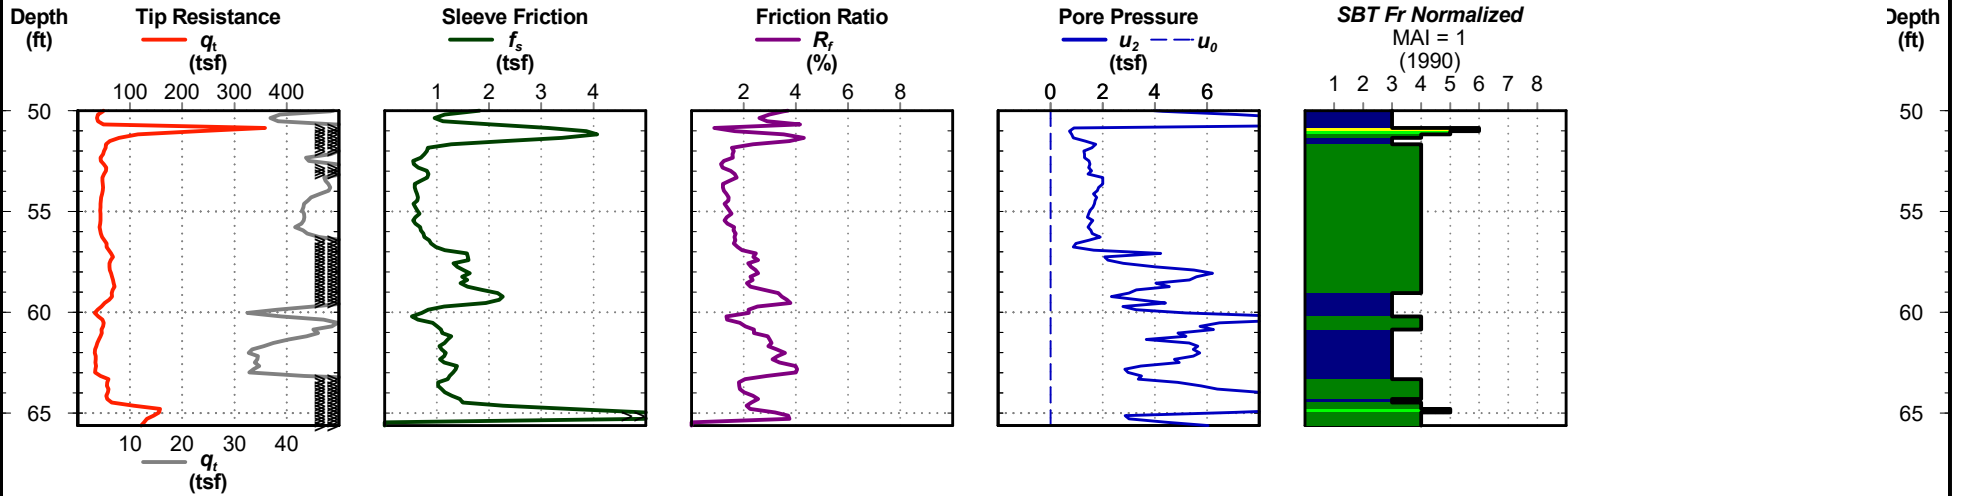 Depth
(ft)
Tip Resistance
qt
(tsf)
Sleeve Friction
fs
(tsf)
Friction Ratio
Rf
(%)
Pore Pressure
u2 u0
(tsf)
SBT Fr Normalized
MAI = 1
(1990)
Depth
(ft)
100 200 300 400
1 2 3 4
2 4 6 8
0 2 4 6
1 2 3 4 5 6 7 8
50 50
55 55
60 60
65 65
10 20 30 40
qt
(tsf)